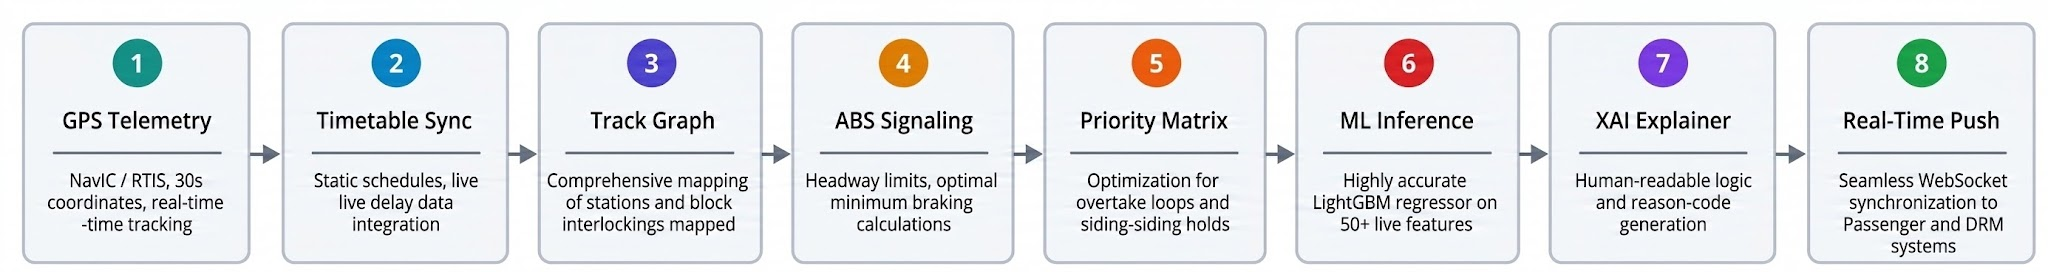 1
GPS Telemetry
NavIC / RTIS, 30s
coordinates, real-time
-time tracking
2
Timetable Sync
Static schedules, live
live delay data
integration
3
Track Graph
Comprehensive mapping
of stations and block
interlockings mapped
4
ABS Signaling
Headway limits, optimal
minimum braking
calculations
5
Priority Matrix
Optimization for
overtake loops and
siding-siding holds
6
ML Inference
Highly accurate
LightGBM regressor on
50+ live features
7
XAI Explainer
Human-readable logic
and reason-code
generation
8
Real-Time Push
Seamless WebSocket
synchronization to
Passenger and DRM
systems